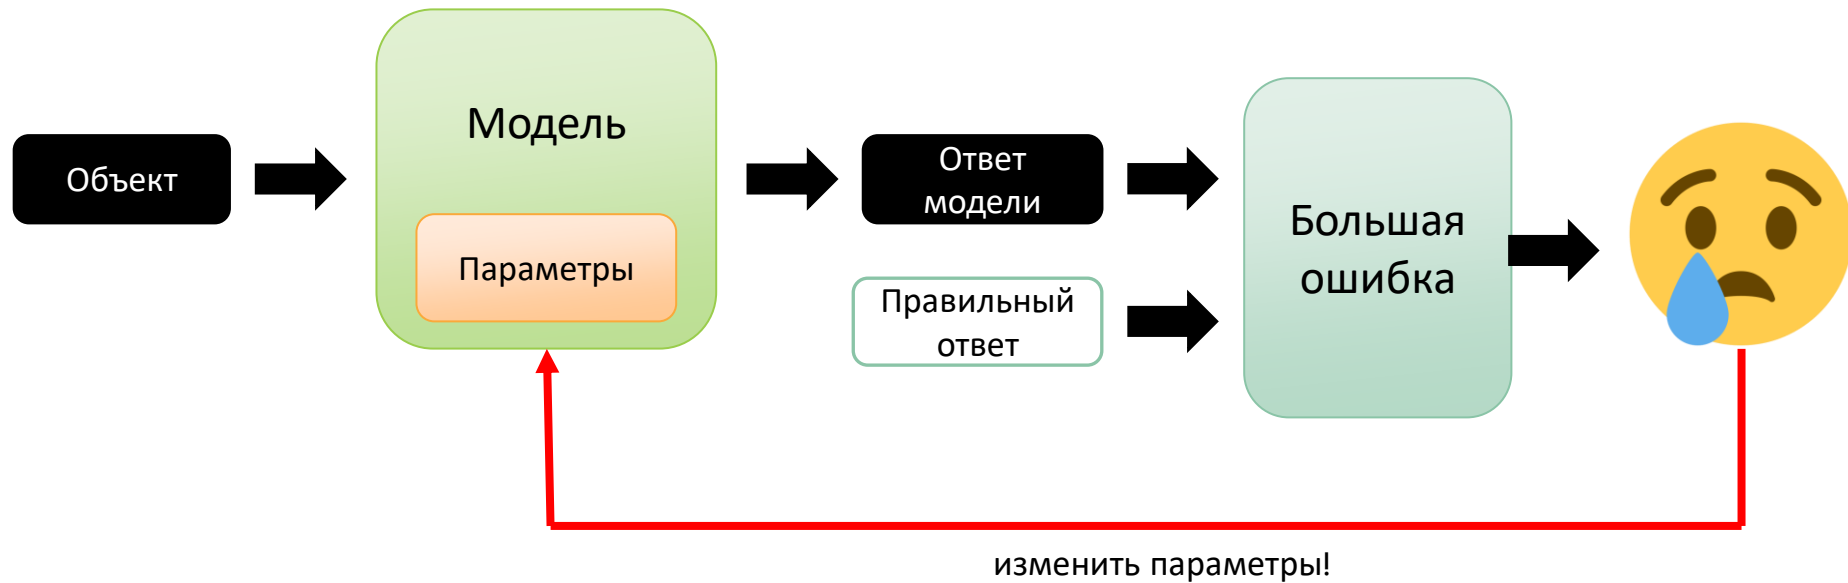 Объект
Модель
Параметры
Ответ
модели
Правильный
ответ
Большая
ошибка
изменить параметры!